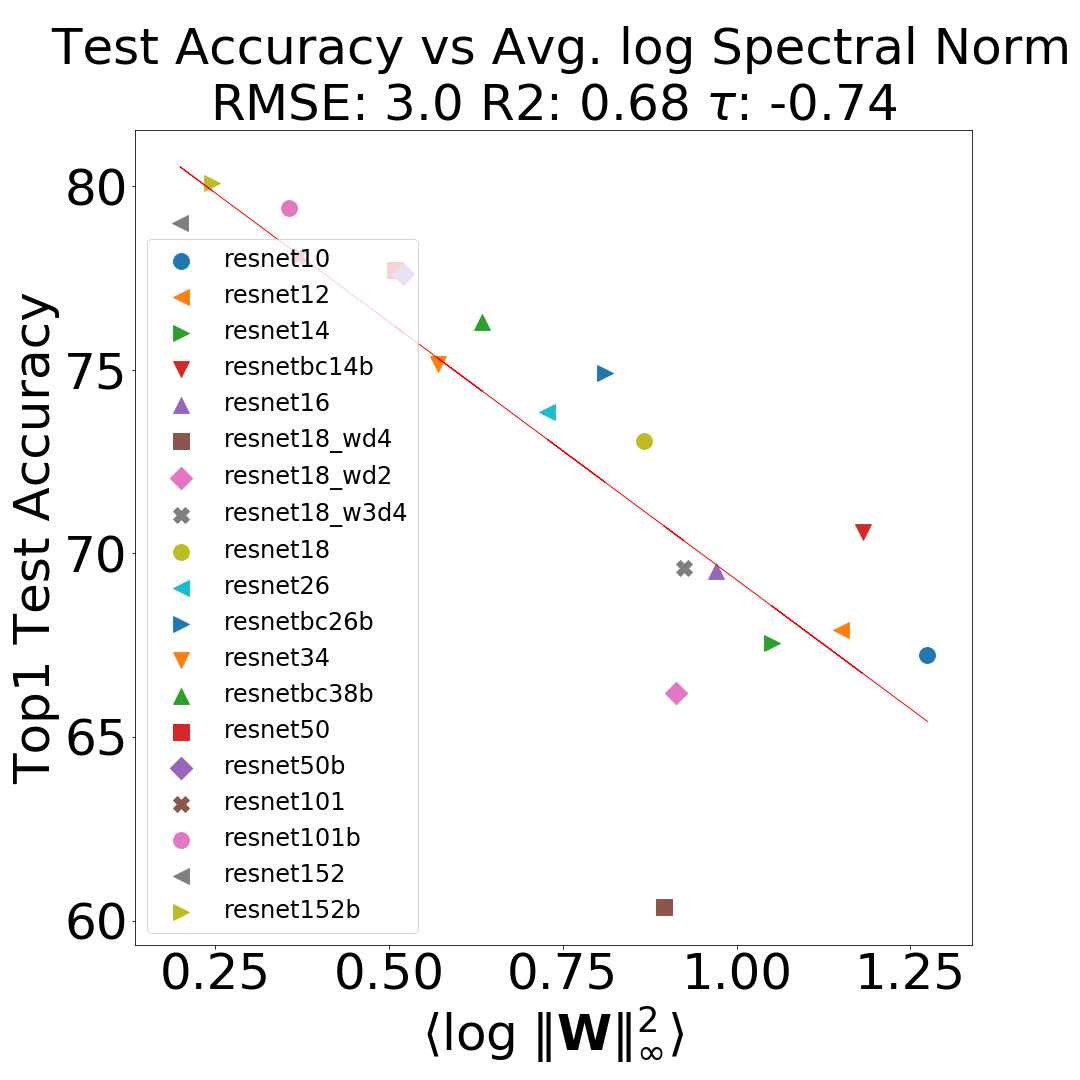 Test Accuracy vs Avg. log Spectral Norm
RMSE: 3.0 R2: 0.68 τ: -0.74
Top1 Test Accuracy
80
75
70
65
60
resnet10
resnet12
resnet14
resnetbc14b
resnet16
resnet18_wd4
resnet18_wd2
resnet18_w3d4
resnet18
resnet26
resnetbc26b
resnet34
resnetbc38b
resnet50
resnet50b
resnet101
resnet101b
resnet152
resnet152b
0.25 0.50 0.75 1.00 1.25
⟨log ‖W‖²∞⟩